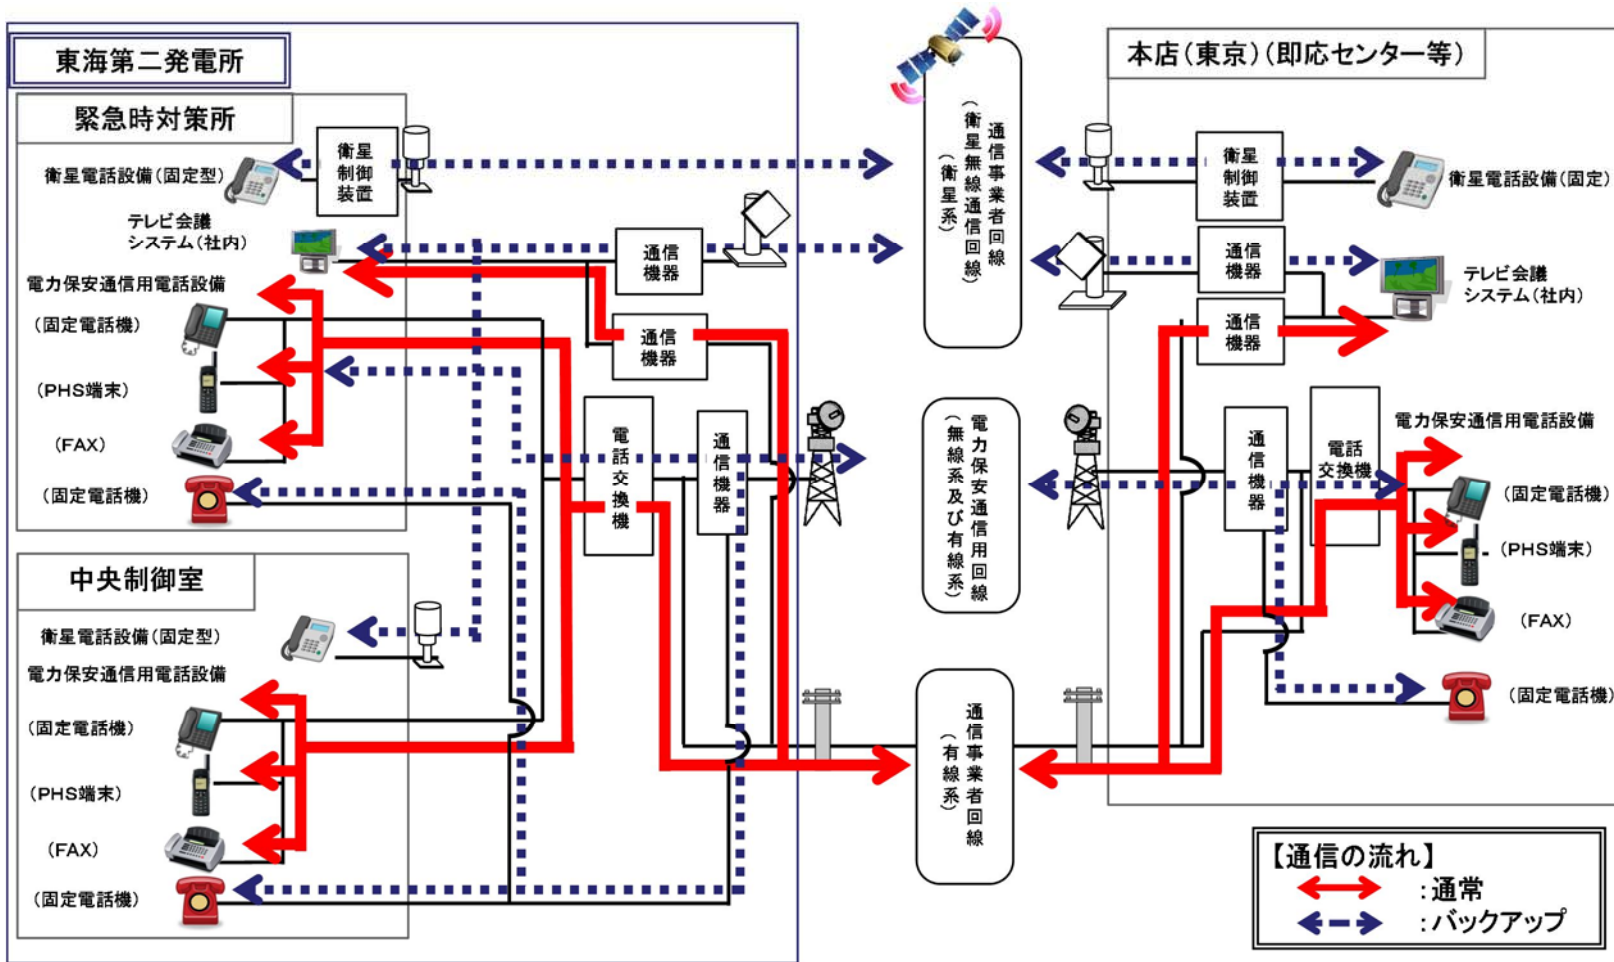 東海第二発電所
緊急時対策所
衛星電話設備(固定型)
衛星
制御
装置
テレビ会議
システム(社内)
通信
機器
電力保安通信用電話設備
(固定電話機)
通信
機器
(PHS端末)
(FAX)
(固定電話機)
電話交換機
通信機器
中央制御室
衛星電話設備(固定型)
電力保安通信用電話設備
(固定電話機)
(PHS端末)
(FAX)
(固定電話機)
通信事業者回線
(衛星無線通信回線)
(衛星系)
電力保安通信用回線
(無線系及び有線系)
通信事業者回線
(有線系)
本店(東京)(即応センター等)
衛星
制御
装置
衛星電話設備(固定)
通信
機器
テレビ会議
システム(社内)
通信
機器
通信機器
電話
交換機
電力保安通信用電話設備
(固定電話機)
(PHS端末)
(FAX)
(固定電話機)
【通信の流れ】
:通常
:バックアップ